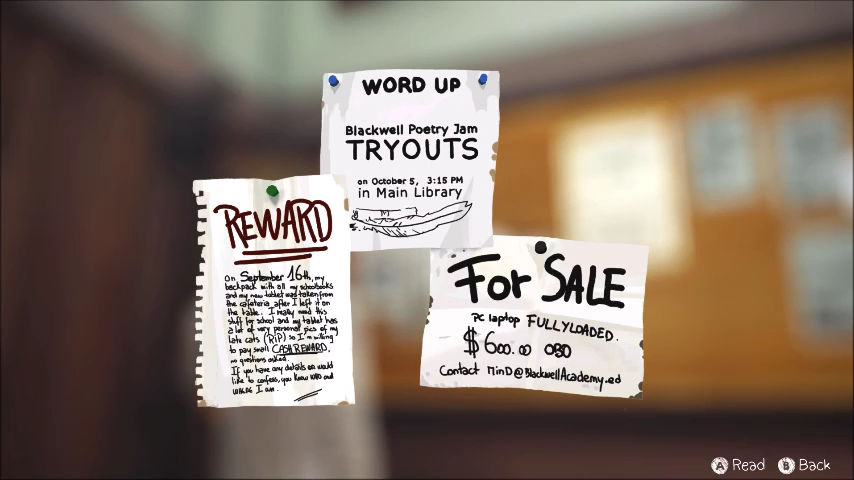 WORD UP
Blackwell Poetry Jam
TRYOUTS
on October 5, 3:15 PM
in Main Library
REWARD
On September 16th, my
backpack with all my schoolbooks
and my new tablet was taken from
the cafeteria after I left it on
the table. I really need this
stuff for school and my tablet has
a lot of very personal pics of my
late cats (RIP) so I'm willing
to pay small CASH REWARD,
no questions asked.
If you have any details or would
like to confess, you know WHO and
WHERE I am.
For SALE
PC laptop FULLYLOADED.
$600.00 OBO
Contact MinD@BlackwellAcademy.ed
A Read B Back